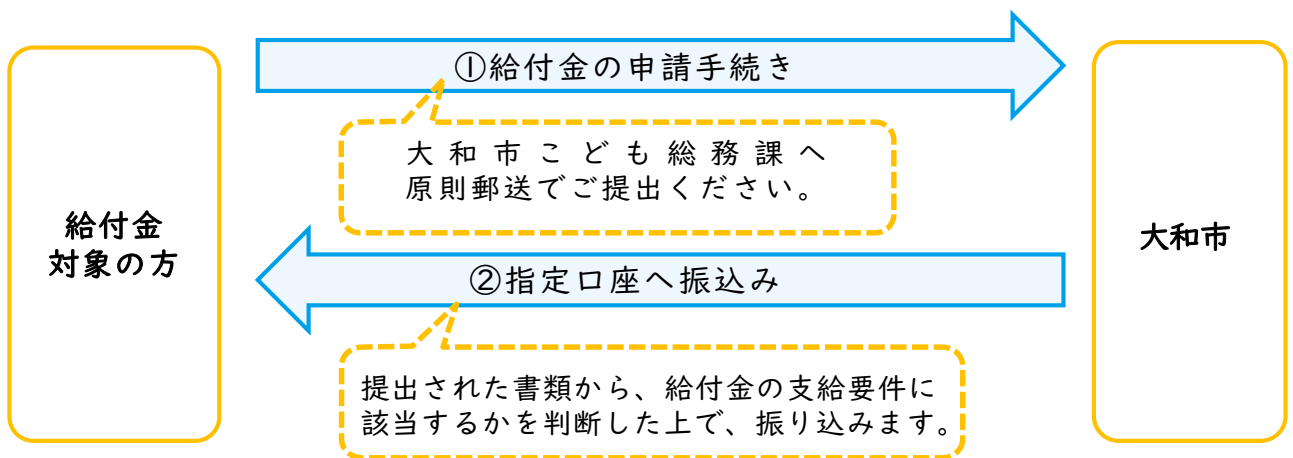 ①給付金の申請手続き
大和市こども総務課へ
原則郵送でご提出ください。
給付金
対象の方
大和市
②指定口座へ振込み
提出された書類から、給付金の支給要件に
該当するかを判断した上で、振り込みます。